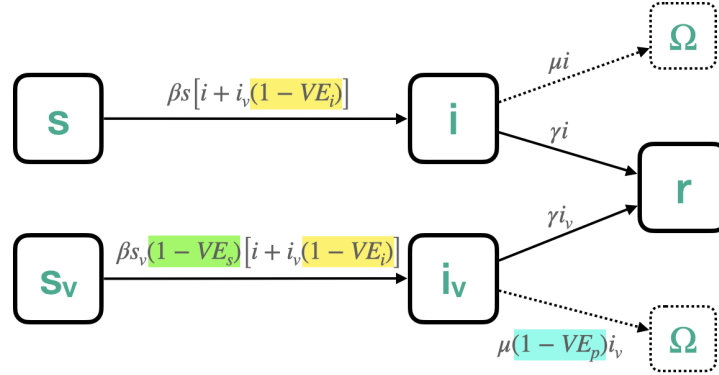 Ω
μi
βs[i + i_v(1 − VE_i)]
s
i
γi
r
γi_v
βs_v(1 − VE_s)[i + i_v(1 − VE_i)]
s_v
i_v
Ω
μ(1 − VE_p)i_v